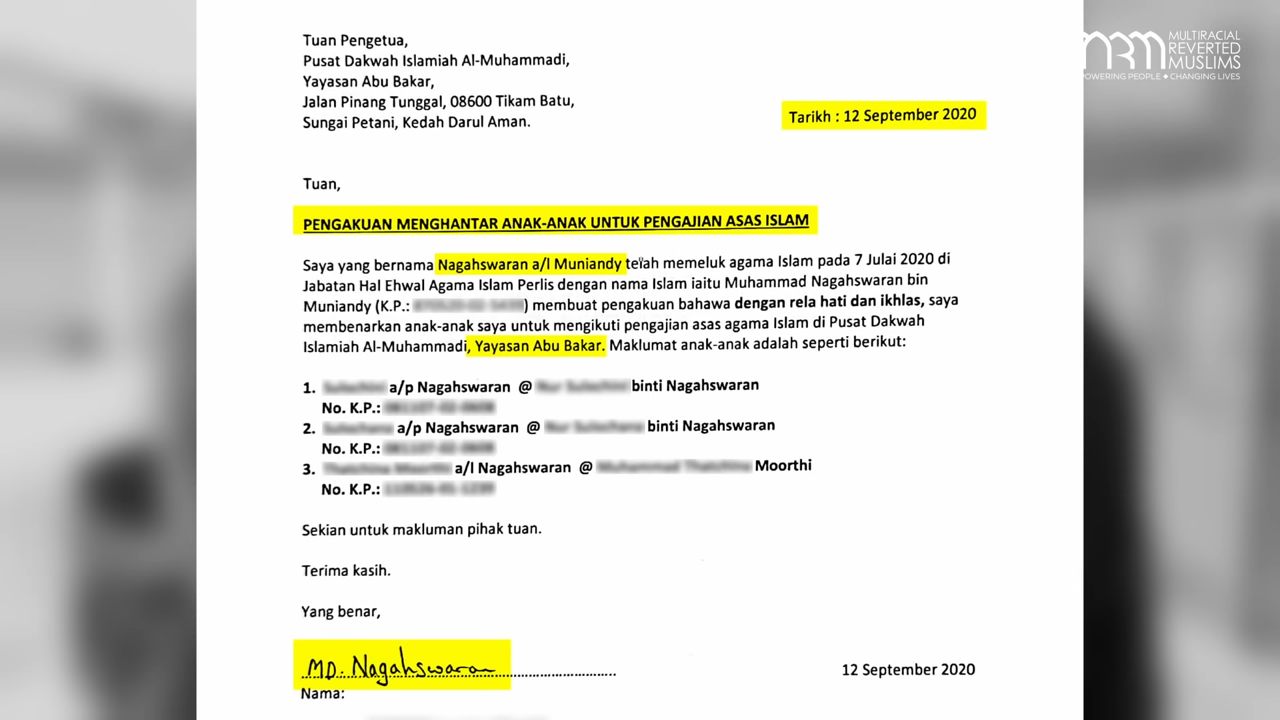 MRM MULTIRACIAL REVERTED MUSLIMS
POWERING PEOPLE ✦ CHANGING LIVES
Tuan Pengetua,
Pusat Dakwah Islamiah Al-Muhammadi,
Yayasan Abu Bakar,
Jalan Pinang Tunggal, 08600 Tikam Batu,
Sungai Petani, Kedah Darul Aman.
Tarikh : 12 September 2020
Tuan,
PENGAKUAN MENGHANTAR ANAK-ANAK UNTUK PENGAJIAN ASAS ISLAM
Saya yang bernama Nagahswaran a/l Muniandy telah memeluk agama Islam pada 7 Julai 2020 di
Jabatan Hal Ehwal Agama Islam Perlis dengan nama Islam iaitu Muhammad Nagahswaran bin
Muniandy (K.P.: ) membuat pengakuan bahawa dengan rela hati dan ikhlas, saya
membenarkan anak-anak saya untuk mengikuti pengajian asas agama Islam di Pusat Dakwah
Islamiah Al-Muhammadi, Yayasan Abu Bakar. Maklumat anak-anak adalah seperti berikut:
1. a/p Nagahswaran @ binti Nagahswaran
No. K.P.:
2. a/p Nagahswaran @ binti Nagahswaran
No. K.P.:
3. a/l Nagahswaran @ Moorthi
No. K.P.:
Sekian untuk makluman pihak tuan.
Terima kasih.
Yang benar,
MD. Nagahswaran
12 September 2020
Nama: